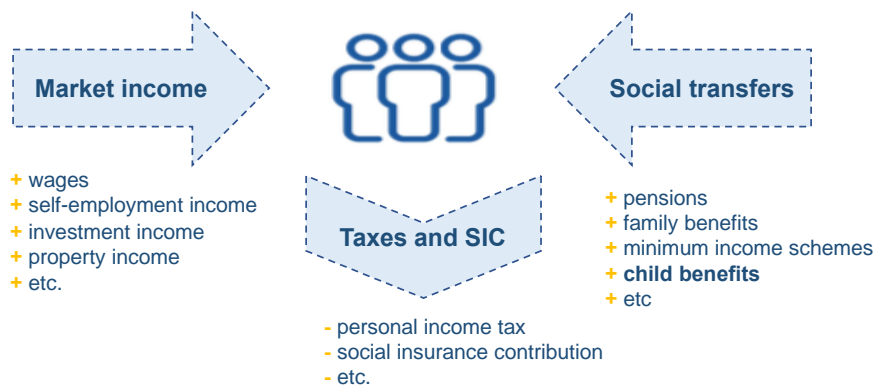 Market income
Social transfers
+ wages
+ self-employment income
+ investment income
+ property income
+ etc.
Taxes and SIC
+ pensions
+ family benefits
+ minimum income schemes
+ child benefits
+ etc
- personal income tax
- social insurance contribution
- etc.